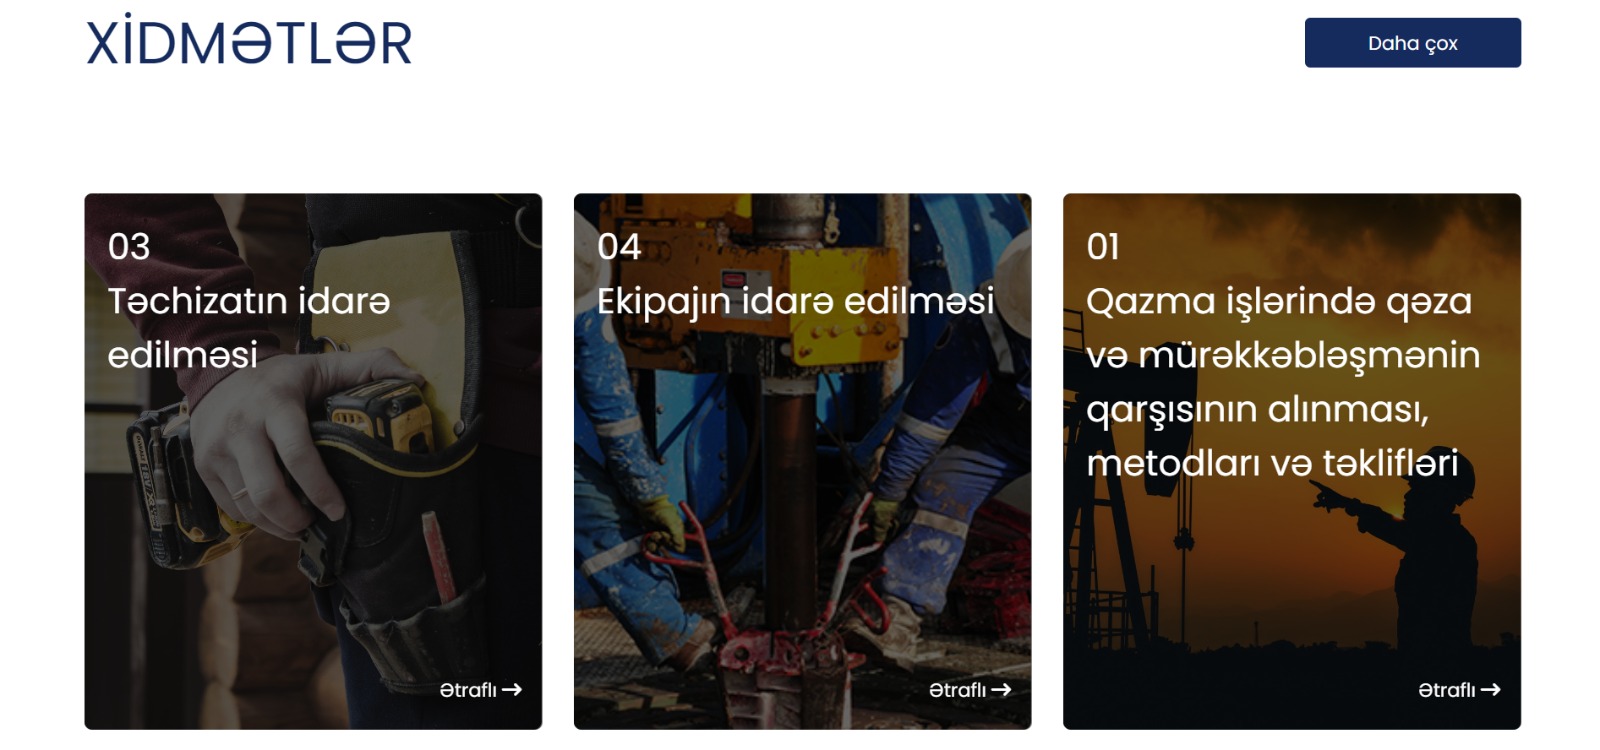 XİDMƏTLƏR
Daha çox
03
Təchizatın idarə
edilməsi
Ətraflı →
04
Ekipajın idarə edilməsi
Ətraflı →
01
Qazma işlərində qəza
və mürəkkəbləşmənin
qarşısının alınması,
metodları və təklifləri
Ətraflı →